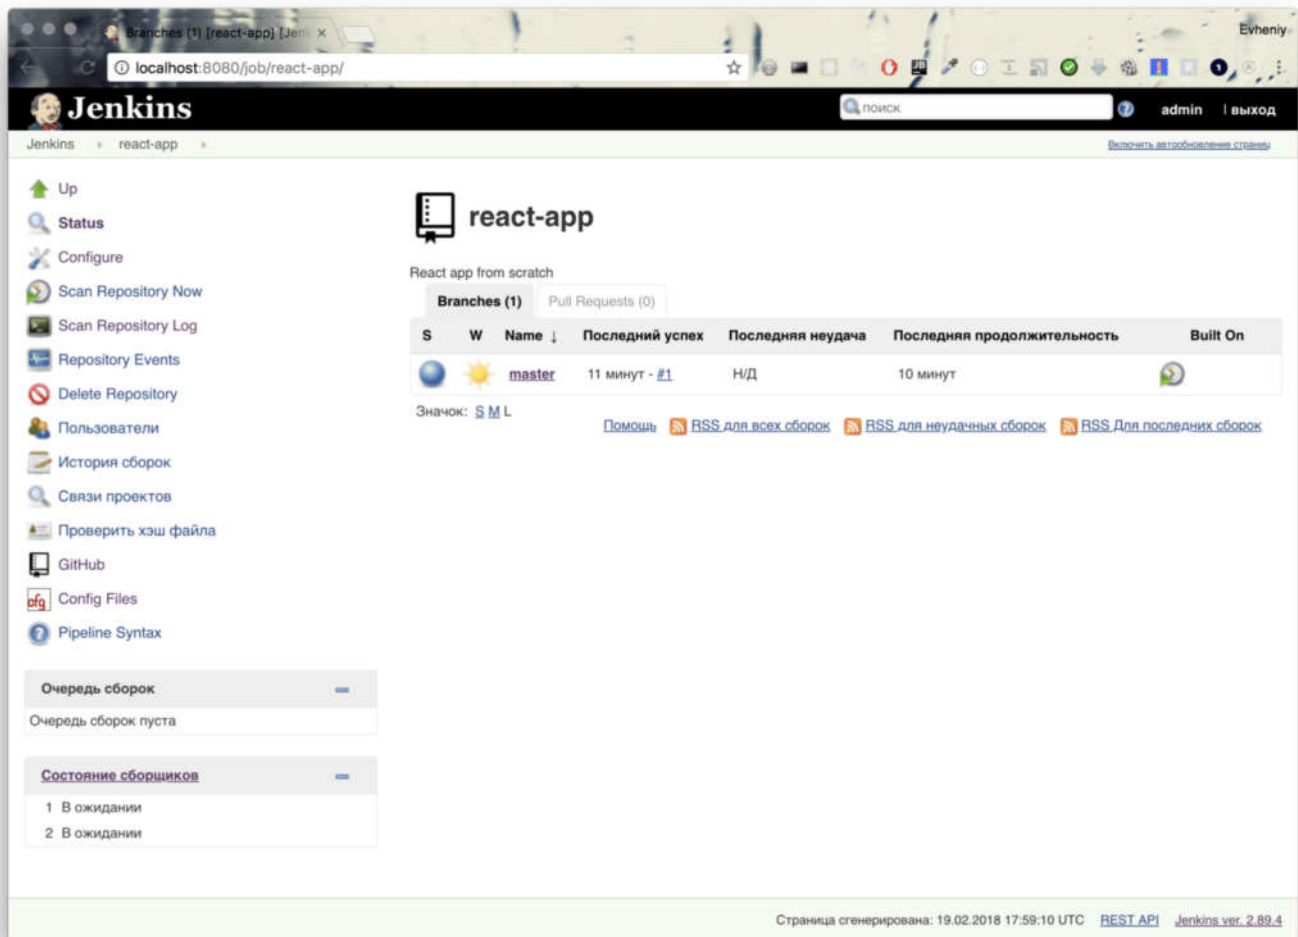 Branches (1) [react-app] [Jen
Evheniy
localhost:8080/job/react-app/
Jenkins
поиск
admin | выход
Jenkins react-app
Включить автообновление страниц
Up
Status
Configure
Scan Repository Now
Scan Repository Log
Repository Events
Delete Repository
Пользователи
История сборок
Связи проектов
Проверить хэш файла
GitHub
cfg Config Files
Pipeline Syntax
Очередь сборок
Очередь сборок пуста
Состояние сборщиков
1 В ожидании
2 В ожидании
react-app
React app from scratch
Branches (1) Pull Requests (0)
S W Name ↓ Последний успех Последняя неудача Последняя продолжительность Built On
master 11 минут - #1 Н/Д 10 минут
Значок: S M L
Помощь RSS для всех сборок RSS для неудачных сборок RSS Для последних сборок
Страница сгенерирована: 19.02.2018 17:59:10 UTC REST API Jenkins ver. 2.89.4